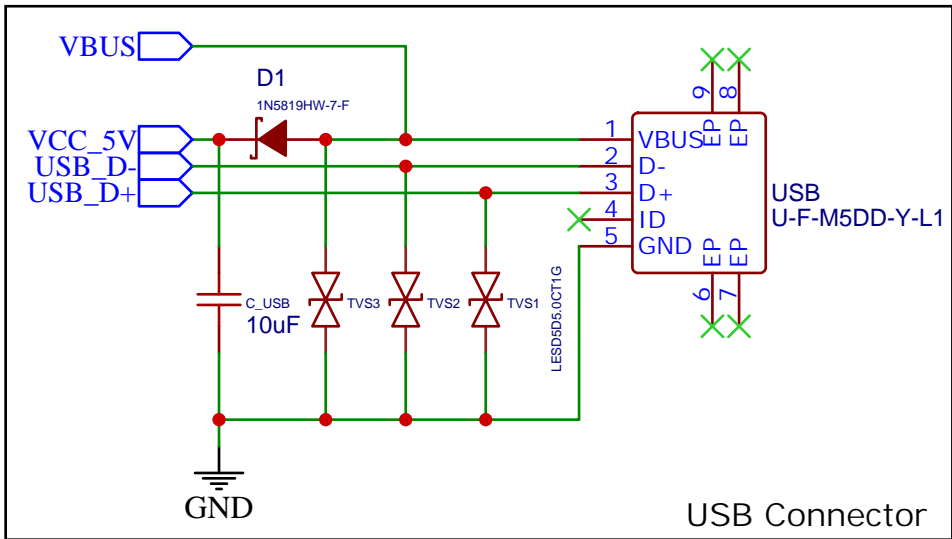 VBUS
D1
1N5819HW-7-F
VCC_5V
USB_D-
USB_D+
9
8
EP
EP
1
VBUS
2
D-
3
D+
4
ID
5
GND
EP
EP
6
7
USB
U-F-M5DD-Y-L1
C_USB
10uF
TVS3
TVS2
TVS1
LESD5D5.0CT1G
GND
USB Connector